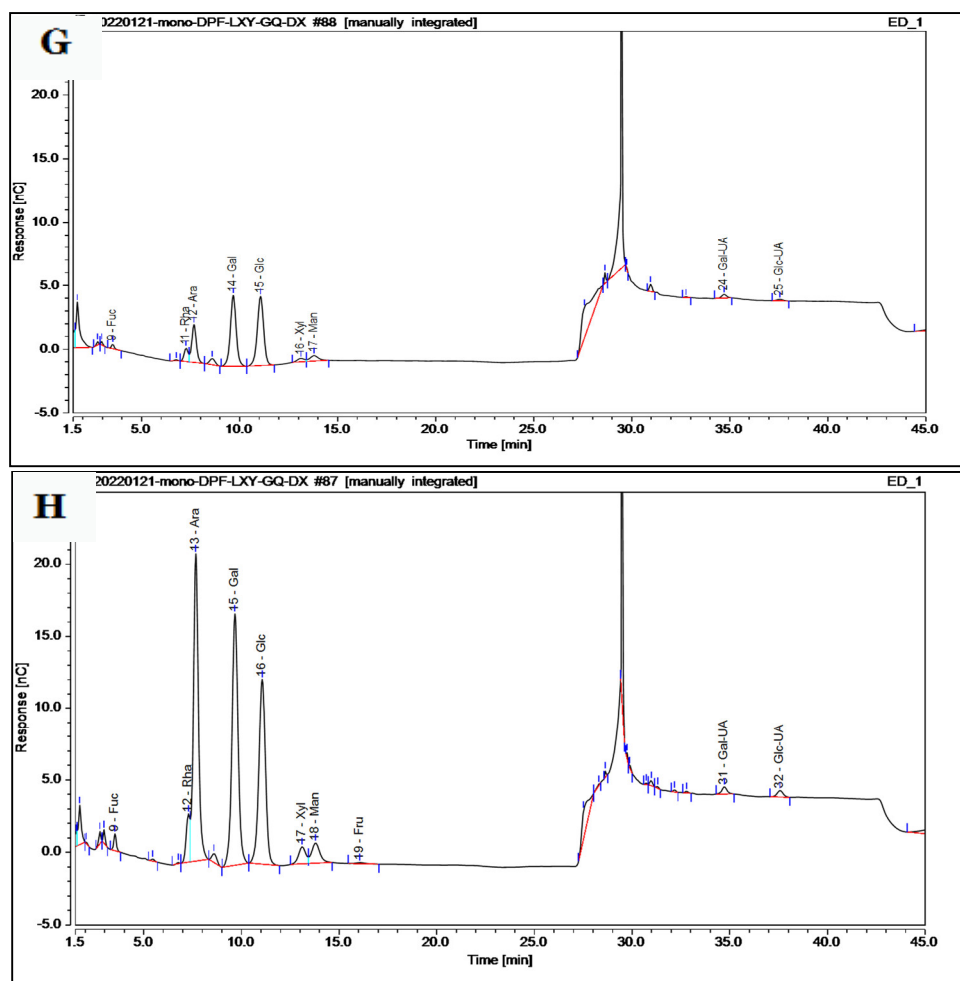 G
20220121-mono-DPF-LXY-GQ-DX #88 [manually integrated]
ED_1
Response [nC]
20.0
15.0
10.0
5.0
0.0
-5.0
9 - Fuc
11 - Rha
12 - Ara
14 - Gal
15 - Glc
16 - Xyl
17 - Man
24 - Gal-UA
25 - Glc-UA
1.5 5.0 10.0 15.0 20.0 25.0 30.0 35.0 40.0 45.0
Time [min]
H
20220121-mono-DPF-LXY-GQ-DX #87 [manually integrated]
ED_1
Response [nC]
20.0
15.0
10.0
5.0
0.0
-5.0
9 - Fuc
12 - Rha
13 - Ara
15 - Gal
16 - Glc
17 - Xyl
18 - Man
19 - Fru
31 - Gal-UA
32 - Glc-UA
1.5 5.0 10.0 15.0 20.0 25.0 30.0 35.0 40.0 45.0
Time [min]